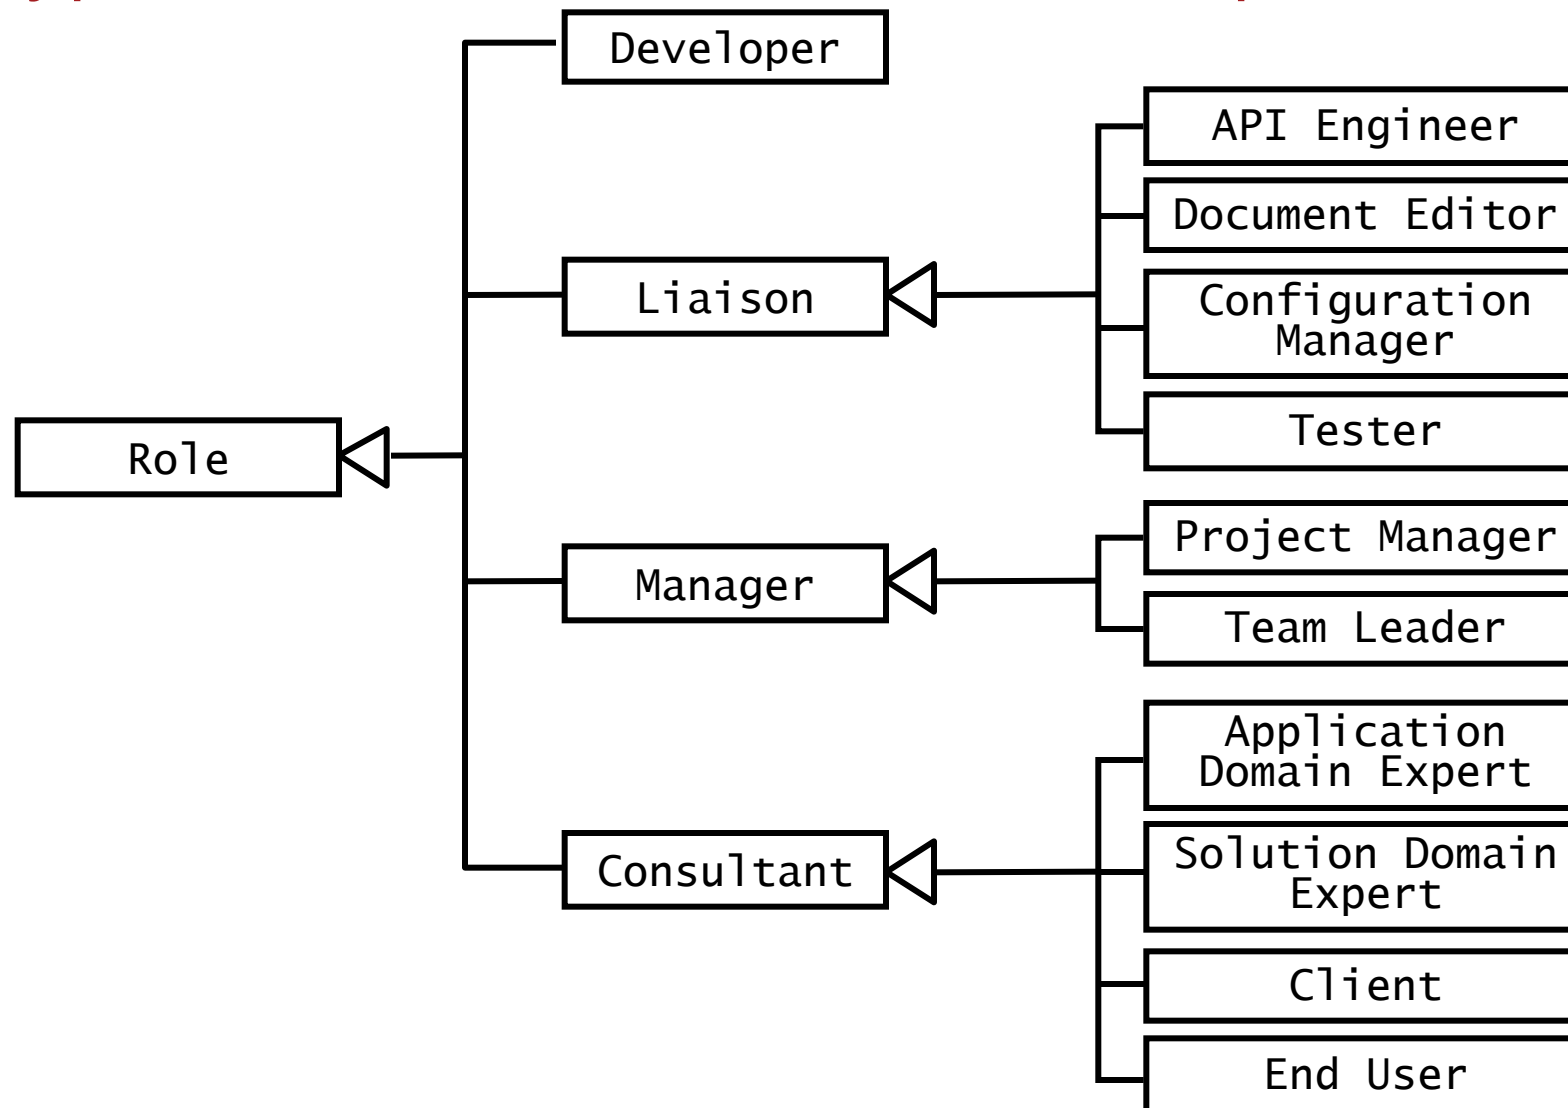 Developer
API Engineer
Document Editor
Liaison
Configuration
Manager
Tester
Role
Project Manager
Manager
Team Leader
Application
Domain Expert
Solution Domain
Expert
Consultant
Client
End User